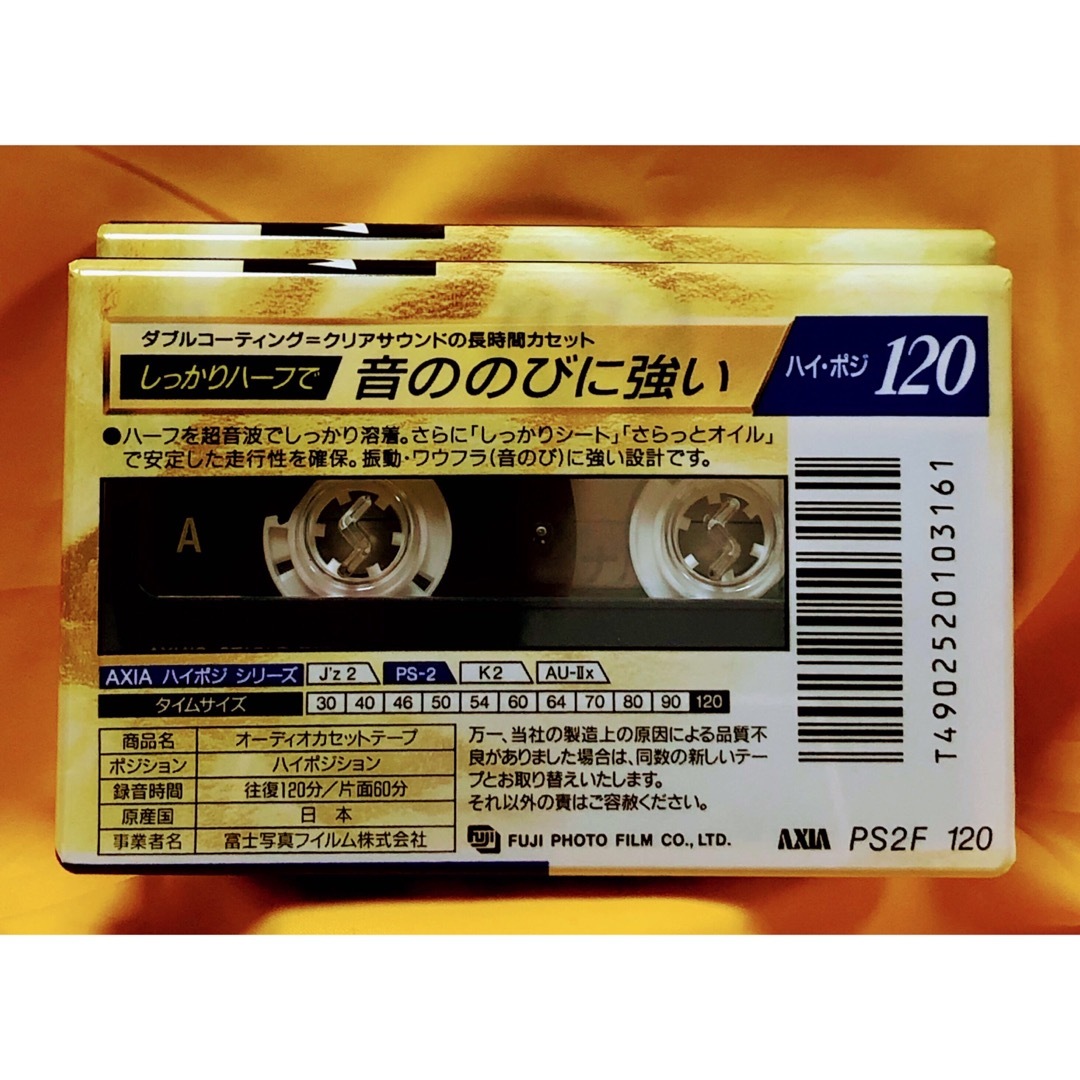 ダブルコーティング=クリアサウンドの長時間カセット
しっかりハーフで 音ののびに強い
ハイ・ポジ 120
●ハーフを超音波でしっかり溶着。さらに「しっかりシート」「さらっとオイル」
で安定した走行性を確保。振動・ワウフラ(音のび)に強い設計です。
A
T4902520103161
AXIA ハイポジ シリーズ J'z 2 PS-2 K2 AU-IIx
タイムサイズ 30 40 46 50 54 60 64 70 80 90 120
商品名 オーディオカセットテープ
ポジション ハイポジション
録音時間 往復120分/片面60分
原産国 日本
事業者名 富士写真フイルム株式会社
万一、当社の製造上の原因による品質不
良がありました場合は、同数の新しいテー
プとお取り替えいたします。
それ以外の責はご容赦ください。
FUJI FUJI PHOTO FILM CO., LTD.
AXIA PS2F 120